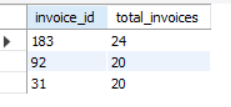 invoice_id total_invoices
183 24
92 20
31 20